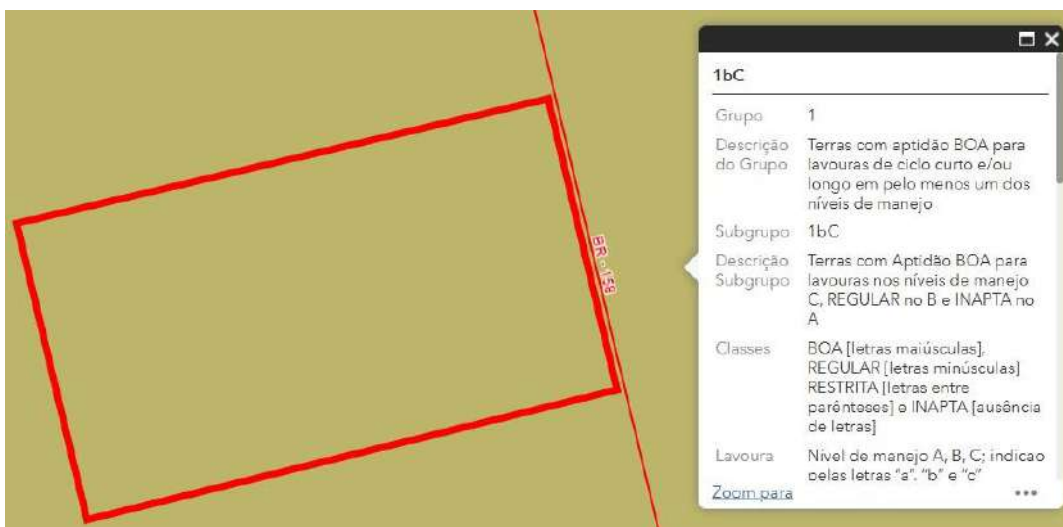 BR - 158
1bC
Grupo 1
Descrição Terras com aptidão BOA para
do Grupo lavouras de ciclo curto e/ou
longo em pelo menos um dos
níveis de manejo
Subgrupo 1bC
Descrição Terras com Aptidão BOA para
Subgrupo lavouras nos níveis de manejo
C, REGULAR no B e INAPTA no
A
Classes BOA [letras maiúsculas],
REGULAR [letras minúsculas]
RESTRITA [letras entre
parênteses] e INAPTA [ausência
de letras]
Lavoura Nível de manejo A, B, C; indicao
pelas letras "a". "b" e "c"
Zoom para